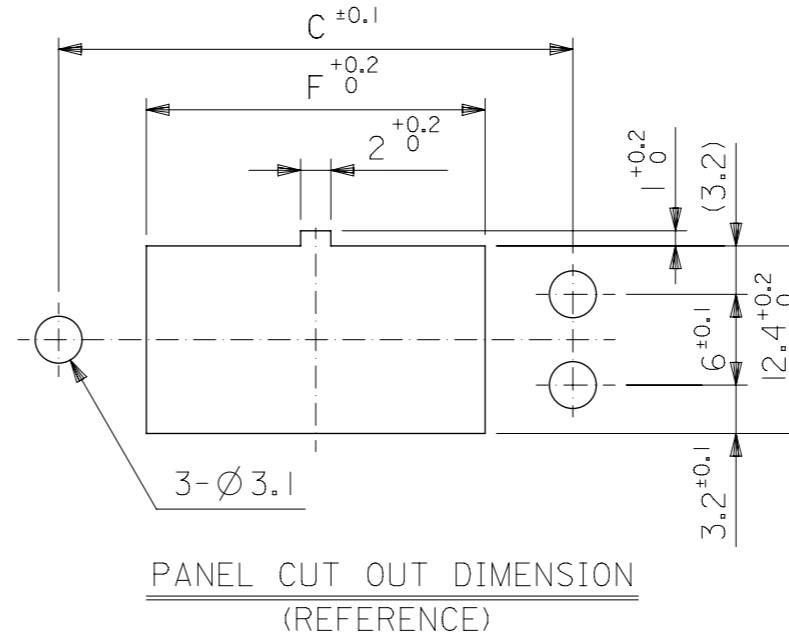 C ±0.1
F +0.2 0
2 +0.2 0
1 +0.2 0
(3.2)
6±0.1
12.4+0.2 0
3.2±0.1
3-Ø3.1
PANEL CUT OUT DIMENSION
(REFERENCE)